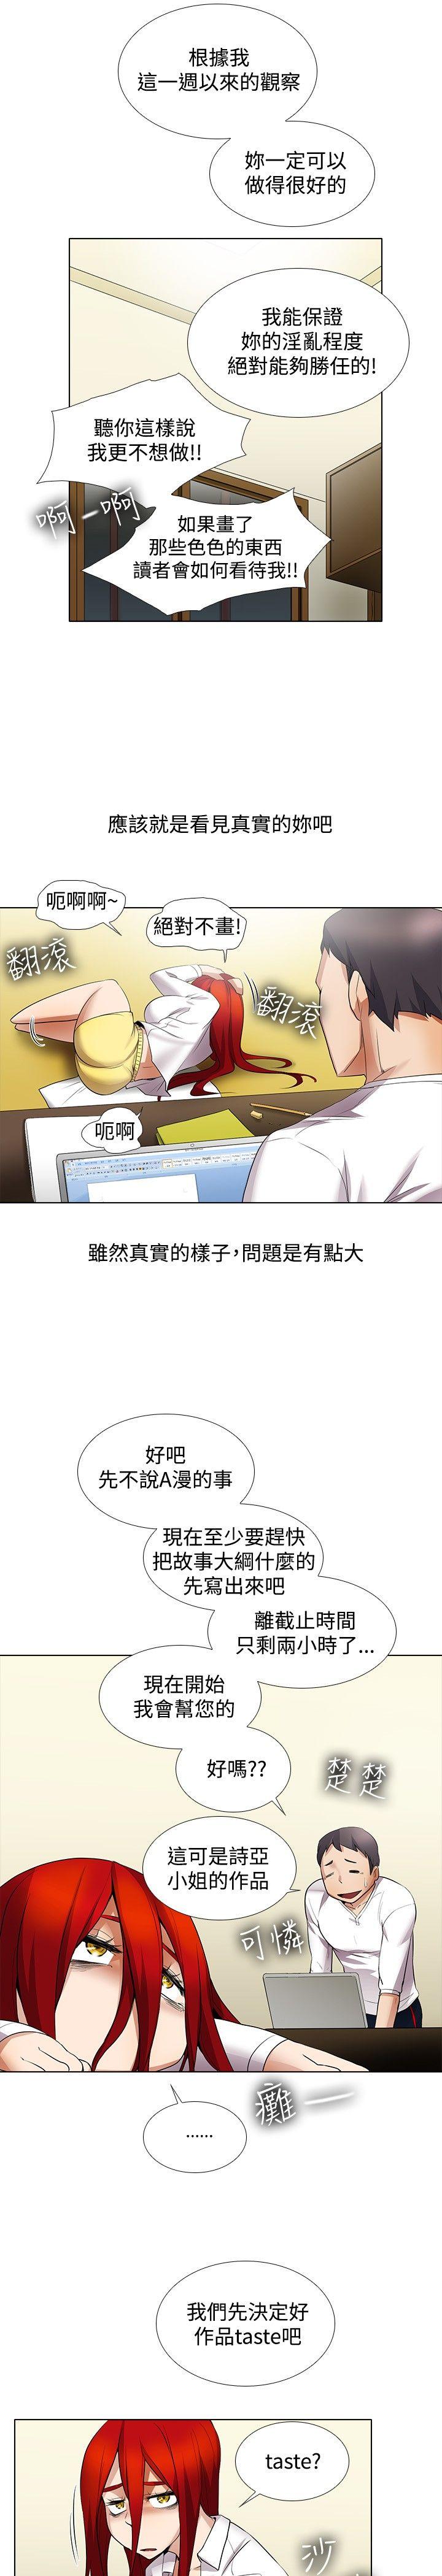 根據我
這一週以來的觀察
妳一定可以
做得很好的
我能保證
妳的淫亂程度
絕對能夠勝任的!
聽你這樣說
我更不想做!!
啊一啊
如果畫了
那些色色的東西
讀者會如何看待我!!
應該就是看見真實的妳吧
呃啊啊~
絕對不畫!
翻滾
翻滾
呃啊
雖然真實的樣子,問題是有點大
好吧
先不說A漫的事
現在至少要趕快
把故事大綱什麼的
先寫出來吧
離截止時間
只剩兩小時了...
現在開始
我會幫您的
好嗎??
楚楚
這可是詩亞
小姐的作品
可憐
癱一
......
我們先決定好
作品taste吧
taste?
沙